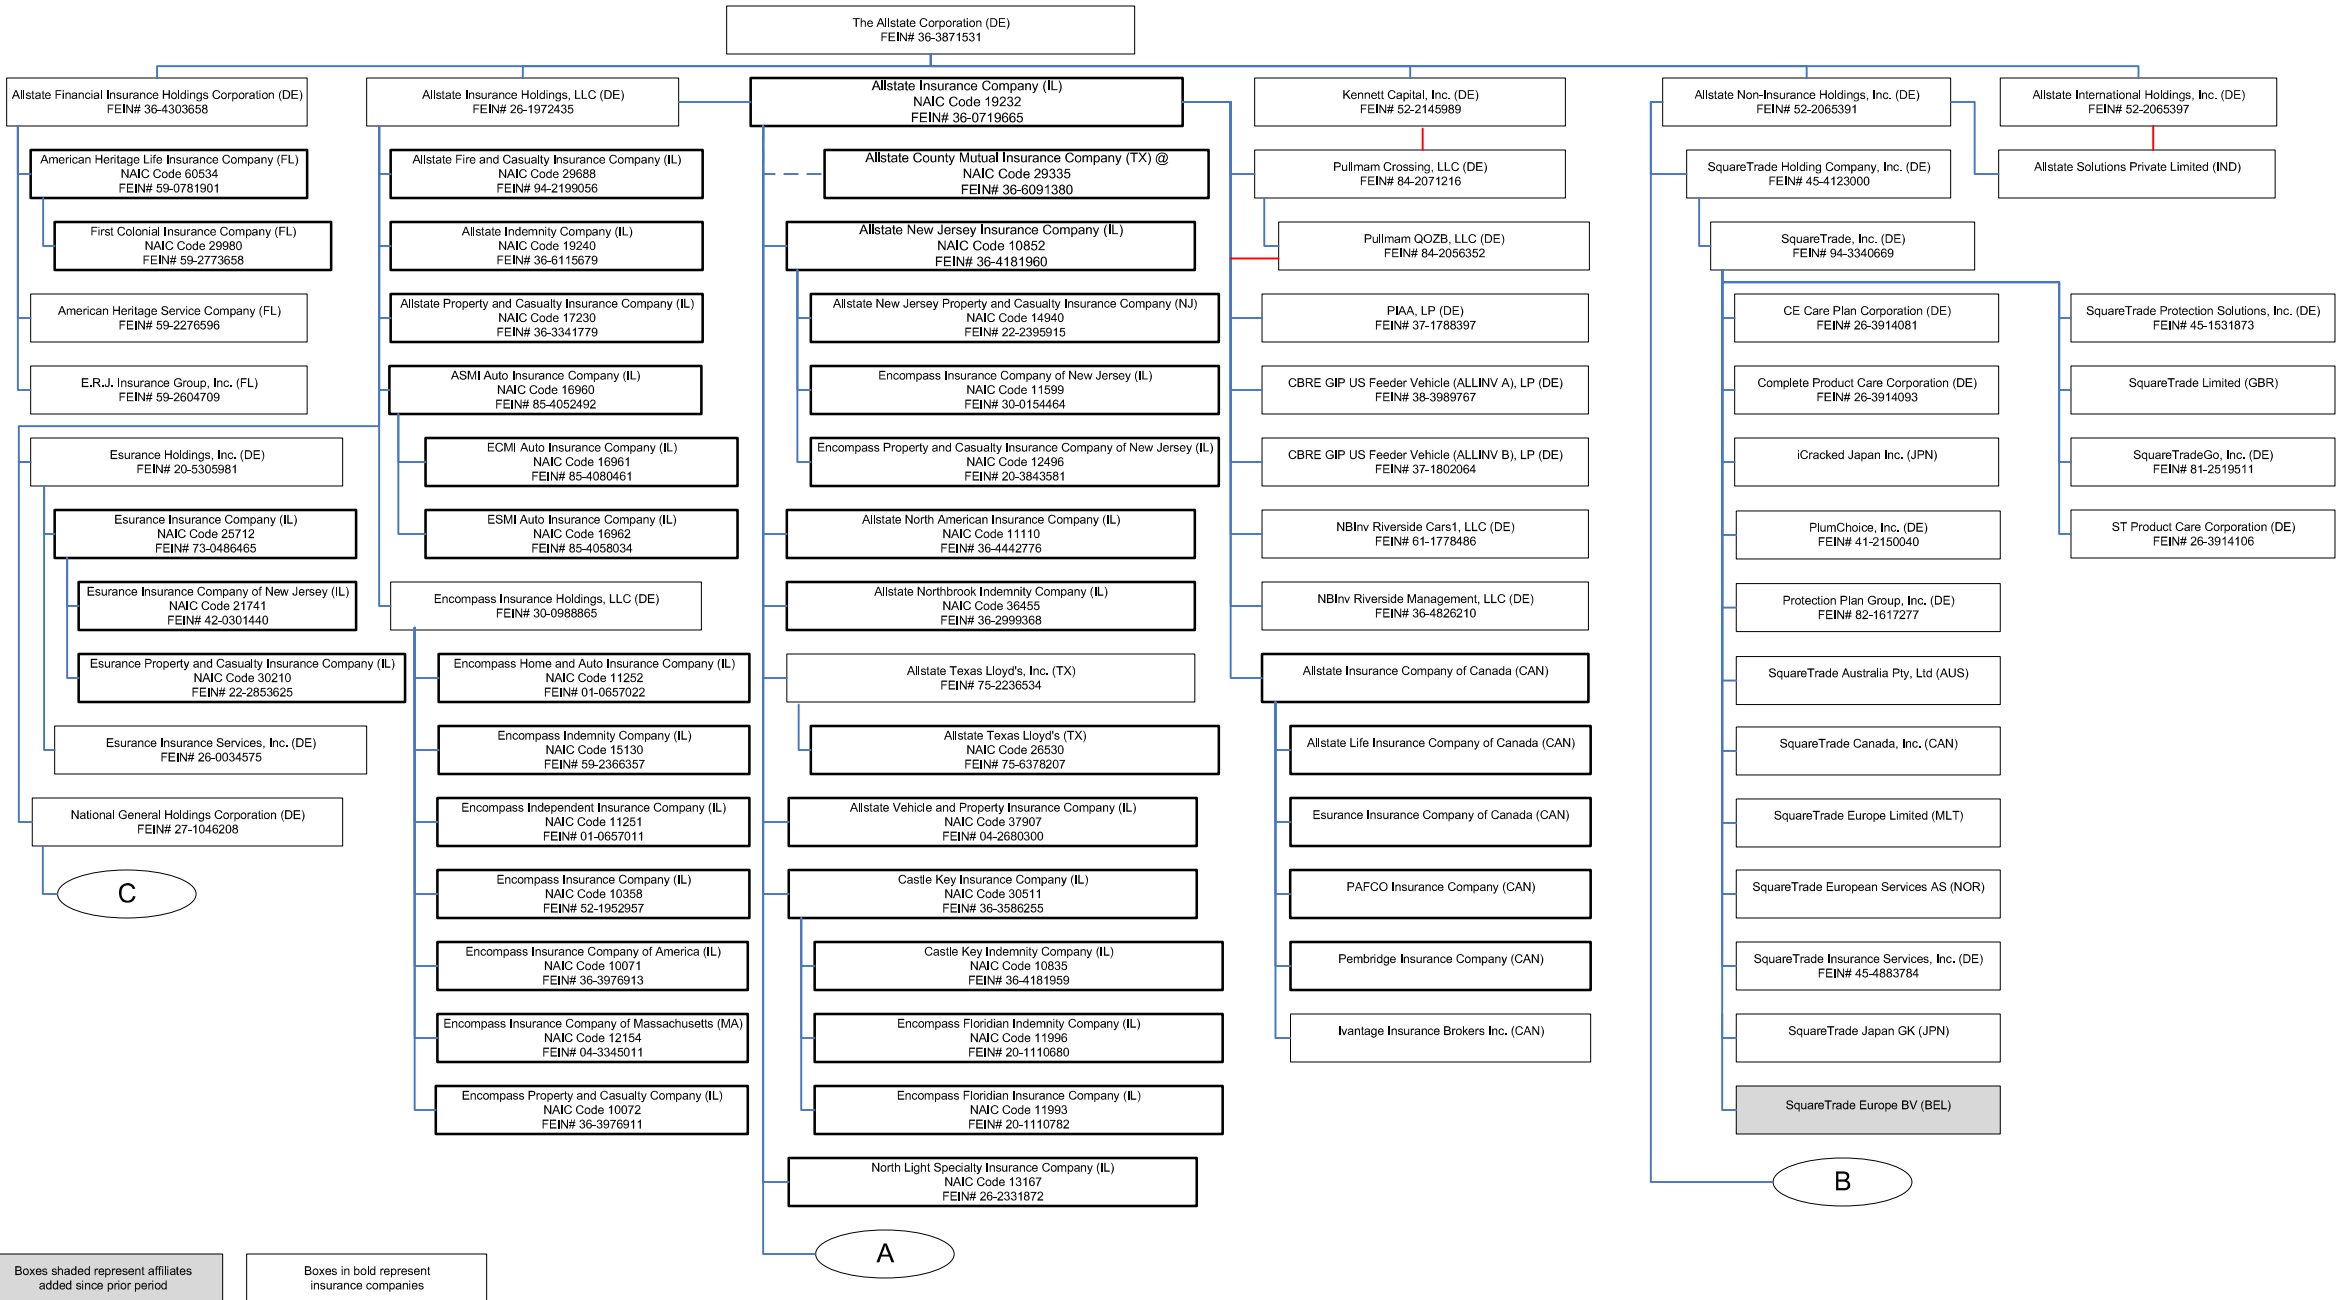 The Allstate Corporation (DE)
FEIN# 36-3871531
Allstate Financial Insurance Holdings Corporation (DE)
FEIN# 36-4303658
American Heritage Life Insurance Company (FL)
NAIC Code 60534
FEIN# 59-0781901
First Colonial Insurance Company (FL)
NAIC Code 29980
FEIN# 59-2773658
American Heritage Service Company (FL)
FEIN# 59-2276596
E.R.J. Insurance Group, Inc. (FL)
FEIN# 59-2604709
Esurance Holdings, Inc. (DE)
FEIN# 20-5305981
Esurance Insurance Company (IL)
NAIC Code 25712
FEIN# 73-0486465
Esurance Insurance Company of New Jersey (IL)
NAIC Code 21741
FEIN# 42-0301440
Esurance Property and Casualty Insurance Company (IL)
NAIC Code 30210
FEIN# 22-2853625
Esurance Insurance Services, Inc. (DE)
FEIN# 26-0034575
National General Holdings Corporation (DE)
FEIN# 27-1046208
C
Allstate Insurance Holdings, LLC (DE)
FEIN# 26-1972435
Allstate Fire and Casualty Insurance Company (IL)
NAIC Code 29688
FEIN# 94-2199056
Allstate Indemnity Company (IL)
NAIC Code 19240
FEIN# 36-6115679
Allstate Property and Casualty Insurance Company (IL)
NAIC Code 17230
FEIN# 36-3341779
ASMI Auto Insurance Company (IL)
NAIC Code 16960
FEIN# 85-4052492
ECMI Auto Insurance Company (IL)
NAIC Code 16961
FEIN# 85-4080461
ESMI Auto Insurance Company (IL)
NAIC Code 16962
FEIN# 85-4058034
Encompass Insurance Holdings, LLC (DE)
FEIN# 30-0988865
Encompass Home and Auto Insurance Company (IL)
NAIC Code 11252
FEIN# 01-0657022
Encompass Indemnity Company (IL)
NAIC Code 15130
FEIN# 59-2366357
Encompass Independent Insurance Company (IL)
NAIC Code 11251
FEIN# 01-0657011
Encompass Insurance Company (IL)
NAIC Code 10358
FEIN# 52-1952957
Encompass Insurance Company of America (IL)
NAIC Code 10071
FEIN# 36-3976913
Encompass Insurance Company of Massachusetts (MA)
NAIC Code 12154
FEIN# 04-3345011
Encompass Property and Casualty Company (IL)
NAIC Code 10072
FEIN# 36-3976911
Allstate Insurance Company (IL)
NAIC Code 19232
FEIN# 36-0719665
Allstate County Mutual Insurance Company (TX) @
NAIC Code 29335
FEIN# 36-6091380
Allstate New Jersey Insurance Company (IL)
NAIC Code 10852
FEIN# 36-4181960
Allstate New Jersey Property and Casualty Insurance Company (NJ)
NAIC Code 14940
FEIN# 22-2395915
Encompass Insurance Company of New Jersey (IL)
NAIC Code 11599
FEIN# 30-0154464
Encompass Property and Casualty Insurance Company of New Jersey (IL)
NAIC Code 12496
FEIN# 20-3843581
Allstate North American Insurance Company (IL)
NAIC Code 11110
FEIN# 36-4442776
Allstate Northbrook Indemnity Company (IL)
NAIC Code 36455
FEIN# 36-2999368
Allstate Texas Lloyd's, Inc. (TX)
FEIN# 75-2236534
Allstate Texas Lloyd's (TX)
NAIC Code 26530
FEIN# 75-6378207
Allstate Vehicle and Property Insurance Company (IL)
NAIC Code 37907
FEIN# 04-2680300
Castle Key Insurance Company (IL)
NAIC Code 30511
FEIN# 36-3586255
Castle Key Indemnity Company (IL)
NAIC Code 10835
FEIN# 36-4181959
Encompass Floridian Indemnity Company (IL)
NAIC Code 11996
FEIN# 20-1110680
Encompass Floridian Insurance Company (IL)
NAIC Code 11993
FEIN# 20-1110782
North Light Specialty Insurance Company (IL)
NAIC Code 13167
FEIN# 26-2331872
A
Kennett Capital, Inc. (DE)
FEIN# 52-2145989
Pullmam Crossing, LLC (DE)
FEIN# 84-2071216
Pullmam QOZB, LLC (DE)
FEIN# 84-2056352
PIAA, LP (DE)
FEIN# 37-1788397
CBRE GIP US Feeder Vehicle (ALLINV A), LP (DE)
FEIN# 38-3989767
CBRE GIP US Feeder Vehicle (ALLINV B), LP (DE)
FEIN# 37-1802064
NBInv Riverside Cars1, LLC (DE)
FEIN# 61-1778486
NBInv Riverside Management, LLC (DE)
FEIN# 36-4826210
Allstate Insurance Company of Canada (CAN)
Allstate Life Insurance Company of Canada (CAN)
Esurance Insurance Company of Canada (CAN)
PAFCO Insurance Company (CAN)
Pembridge Insurance Company (CAN)
Ivantage Insurance Brokers Inc. (CAN)
Allstate Non-Insurance Holdings, Inc. (DE)
FEIN# 52-2065391
SquareTrade Holding Company, Inc. (DE)
FEIN# 45-4123000
SquareTrade, Inc. (DE)
FEIN# 94-3340669
CE Care Plan Corporation (DE)
FEIN# 26-3914081
Complete Product Care Corporation (DE)
FEIN# 26-3914093
iCracked Japan Inc. (JPN)
PlumChoice, Inc. (DE)
FEIN# 41-2150040
Protection Plan Group, Inc. (DE)
FEIN# 82-1617277
SquareTrade Australia Pty, Ltd (AUS)
SquareTrade Canada, Inc. (CAN)
SquareTrade Europe Limited (MLT)
SquareTrade European Services AS (NOR)
SquareTrade Insurance Services, Inc. (DE)
FEIN# 45-4883784
SquareTrade Japan GK (JPN)
SquareTrade Europe BV (BEL)
B
Allstate International Holdings, Inc. (DE)
FEIN# 52-2065397
Allstate Solutions Private Limited (IND)
SquareTrade Protection Solutions, Inc. (DE)
FEIN# 45-1531873
SquareTrade Limited (GBR)
SquareTradeGo, Inc. (DE)
FEIN# 81-2519511
ST Product Care Corporation (DE)
FEIN# 26-3914106
Boxes shaded represent affiliates
added since prior period
Boxes in bold represent
insurance companies